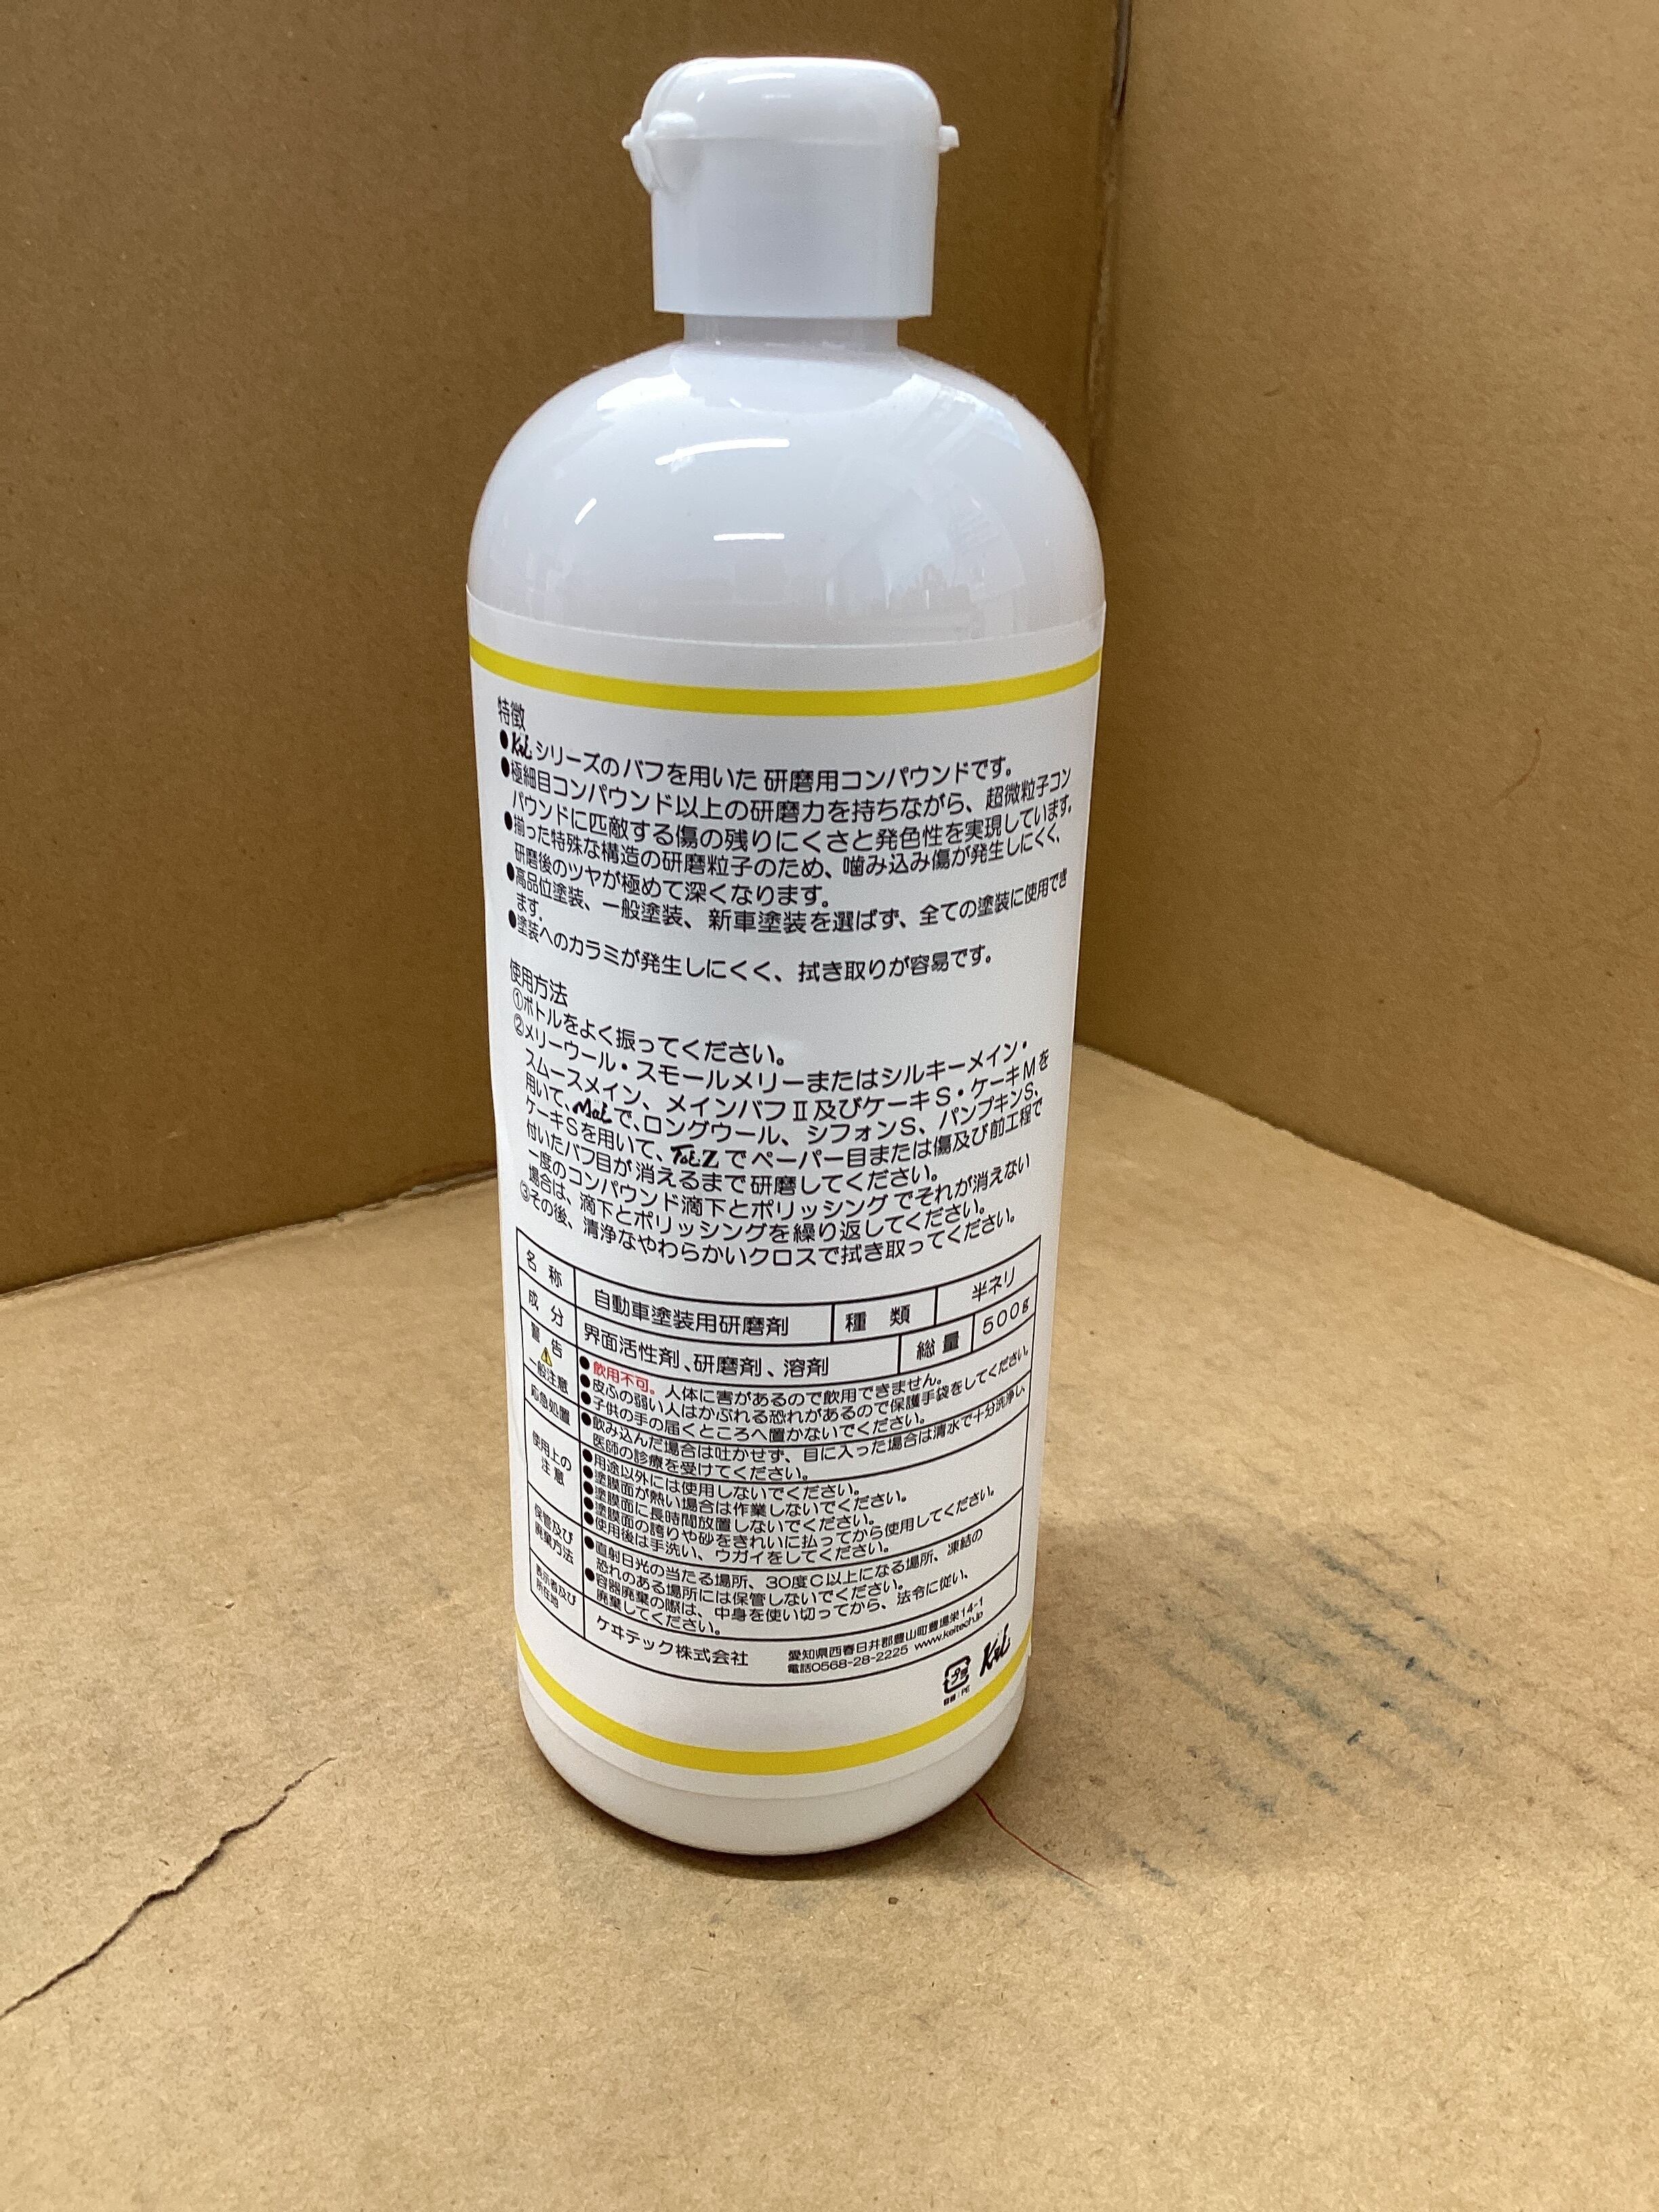 特徴
●Kei シリーズのバフを用いた 研磨用コンパウンドです。
●極細目コンパウンド以上の研磨力を持ちながら、超微粒子コン
パウンドに匹敵する傷の残りにくさと発色性を実現しています。
●揃った特殊な構造の研磨粒子のため、噛み込み傷が発生しにくく、
研磨後のツヤが極めて深くなります。
●高品位塗装、一般塗装、新車塗装を選ばず、全ての塗装に使用でき
ます。
●塗装へのカラミが発生しにくく、拭き取りが容易です。
使用方法
①ボトルをよく振ってください。
②メリーウール・スモールメリーまたはシルキーメイン・
スムースメイン、メインバフⅡ及びケーキS・ケーキMを
用いて、Mei で、ロングウール、シフォンS、パンプキンS、
ケーキSを用いて、Tei Z でペーパー目または傷及び前工程で
付いたバフ目が消えるまで研磨してください。
一度のコンパウンド滴下とポリッシングでそれが消えない
場合は、滴下とポリッシングを繰り返してください。
③その後、清浄なやわらかいクロスで拭き取ってください。
名 称 自動車塗装用研磨剤 種 類 半ネリ
成 分 界面活性剤、研磨剤、溶剤 総 量 500g
警 告
一般注意
●飲用不可。人体に害があるので飲用できません。
●皮ふの弱い人はかぶれる恐れがあるので保護手袋をしてください。
●子供の手の届くところへ置かないでください。
応急処置
●飲み込んだ場合は吐かせず、目に入った場合は清水で十分洗浄い
医師の診療を受けてください。
使用上の
注 意
●用途以外には使用しないでください。
●塗膜面が熱い場合は作業しないでください。
●塗膜面に長時間放置しないでください。
●塗膜面の誇りや砂をきれいに払ってから使用してください。
●使用後は手洗い、ウガイをしてください。
保管及び
廃棄方法
●直射日光の当たる場所、30度C以上になる場所、凍結の
恐れのある場所には保管しないでください。
●容器廃棄の際は、中身を使い切ってから、法令に従い、
廃棄してください。
表示者及び
所在地
ケヰテック株式会社
愛知県西春日井郡豊山町豊場栄14-1
電話0568-28-2225 www.keitech.jp
プラ
容器：PE
Kei